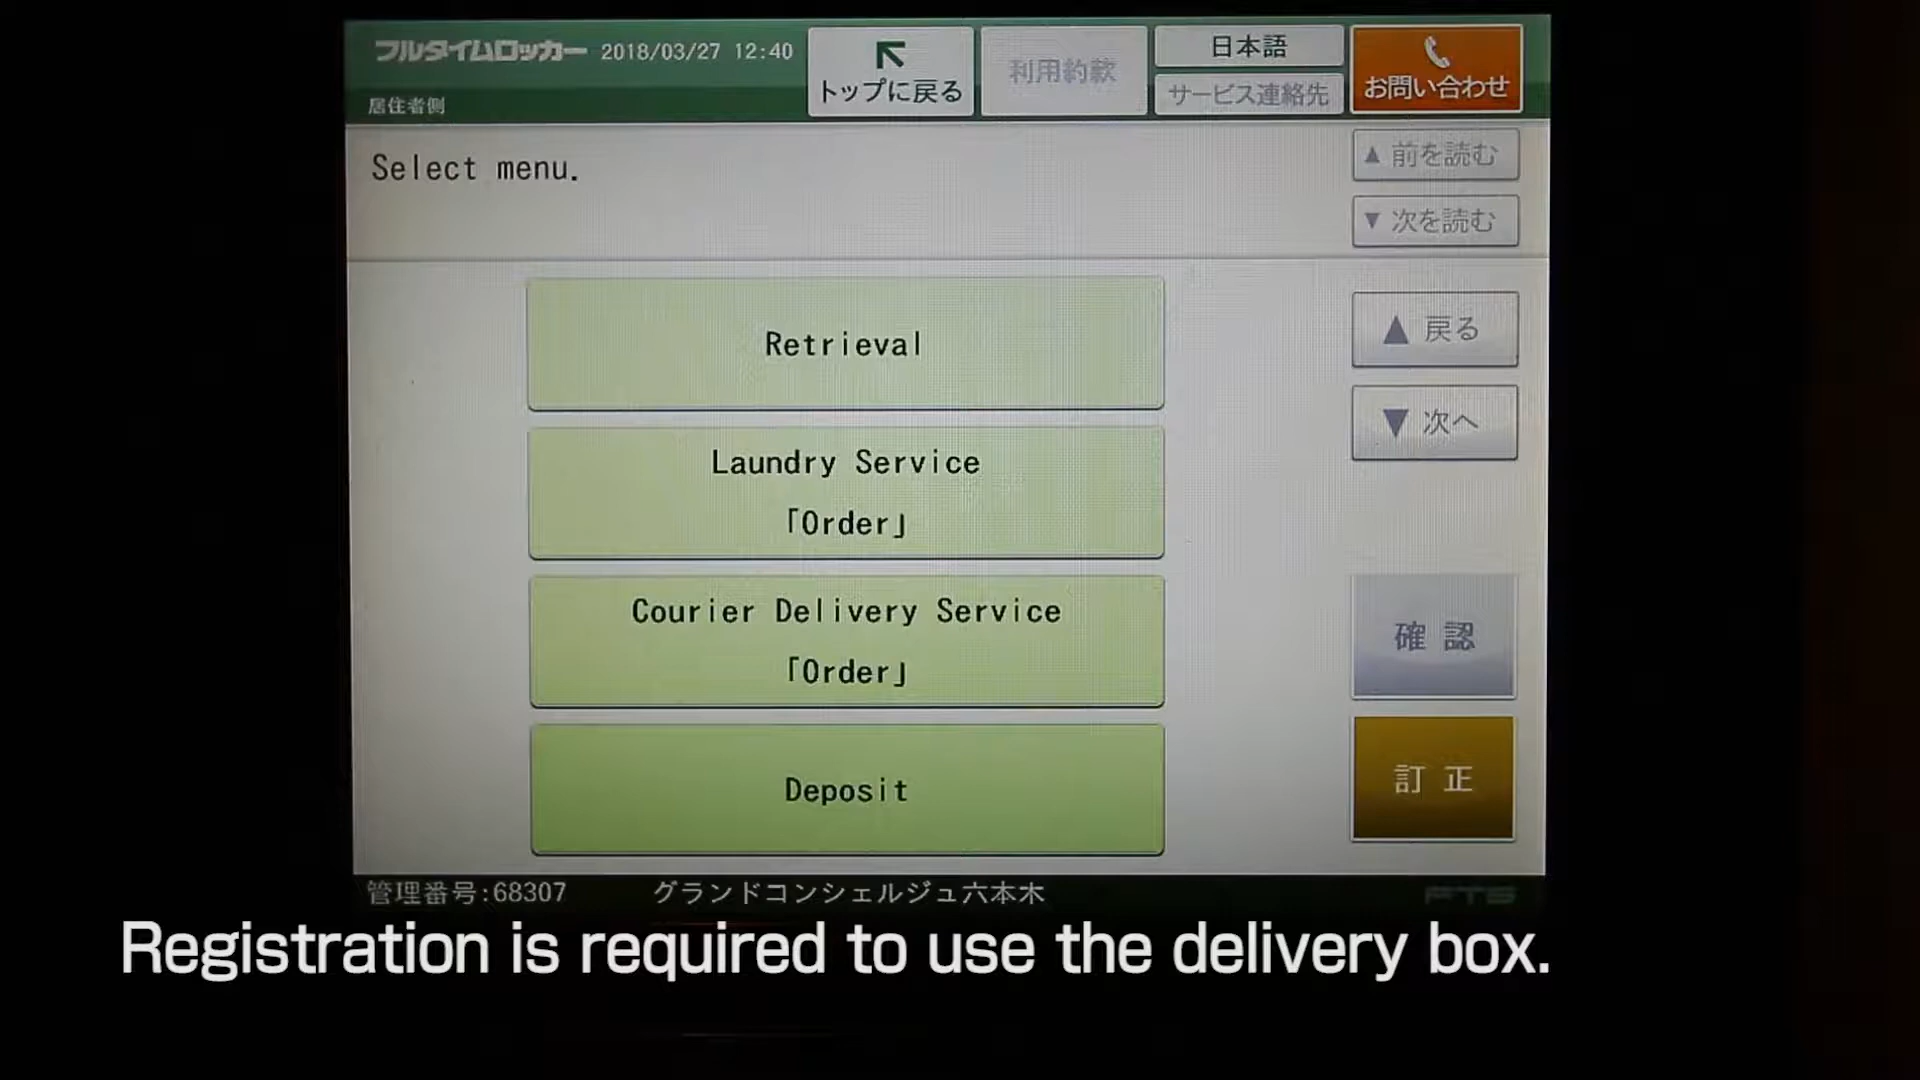 フルタイムロッカー 2018/03/27 12:40
居住者側
トップに戻る
利用約款
日本語
サービス連絡先
お問い合わせ
Select menu.
▲ 前を読む
▼ 次を読む
Retrieval
Laundry Service
「Order」
Courier Delivery Service
「Order」
Deposit
▲ 戻る
▼ 次へ
確認
訂正
管理番号:68307 グランドコンシェルジュ六本木
FTS
Registration is required to use the delivery box.